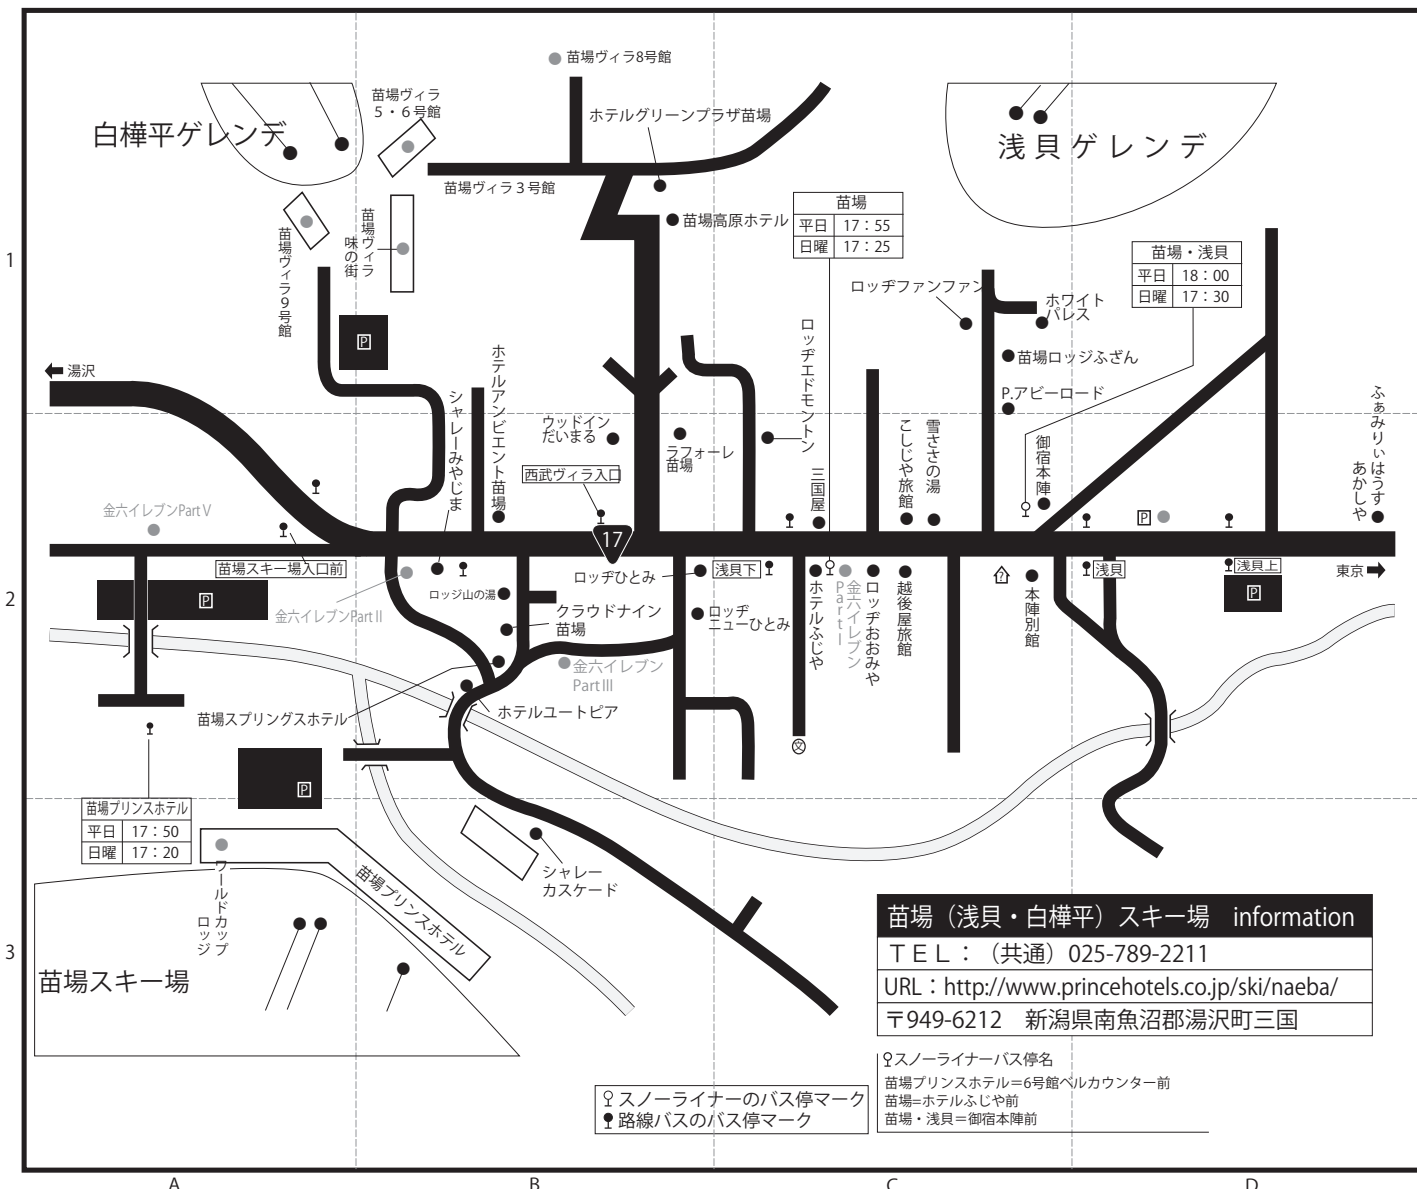 苗場ヴィラ8号館
苗場ヴィラ
5・6号館
ホテルグリーンプラザ苗場
白樺平ゲレンデ
浅貝ゲレンデ
苗場ヴィラ3号館
苗場ヴィラ
味の街
苗場ヴィラ9号館
苗場高原ホテル
苗場
平日 17:55
日曜 17:25
苗場・浅貝
平日 18:00
日曜 17:30
1
ロッヂファンファン
ホワイト
パレス
ロッヂエドモントン
P
苗場ロッジふざん
湯沢
ホテルアンビエント苗場
シャレーみやじま
P.アビーロード
ふぁみりぃはうす
あかしや
ウッドイン
だいまる
ラフォーレ
苗場
こしじや旅館
雪ささの湯
御宿本陣
西武ヴィラ入口
三国屋
金六イレブンPart V
P
17
苗場スキー場入口前
ロッヂひとみ
浅貝下
浅貝
浅貝上
東京
2
P
金六イレブンPart II
ロッジ山の湯
クラウドナイン
苗場
ロッヂ
ニューひとみ
ホテルふじや
金六イレブン
Part I
ロッヂおおみや
越後屋旅館
?
本陣別館
P
金六イレブン
Part III
苗場スプリングスホテル
ホテルユートピア
文
P
苗場プリンスホテル
平日 17:50
日曜 17:20
ワールドカップ
ロッジ
苗場プリンスホテル
シャレー
カスケード
3
苗場スキー場
苗場(浅貝・白樺平)スキー場 information
TEL:(共通)025-789-2211
URL:http://www.princehotels.co.jp/ski/naeba/
〒949-6212 新潟県南魚沼郡湯沢町三国
スノーライナーバス停名
苗場プリンスホテル=6号館ベルカウンター前
苗場=ホテルふじや前
苗場・浅貝=御宿本陣前
スノーライナーのバス停マーク
路線バスのバス停マーク
A B C D